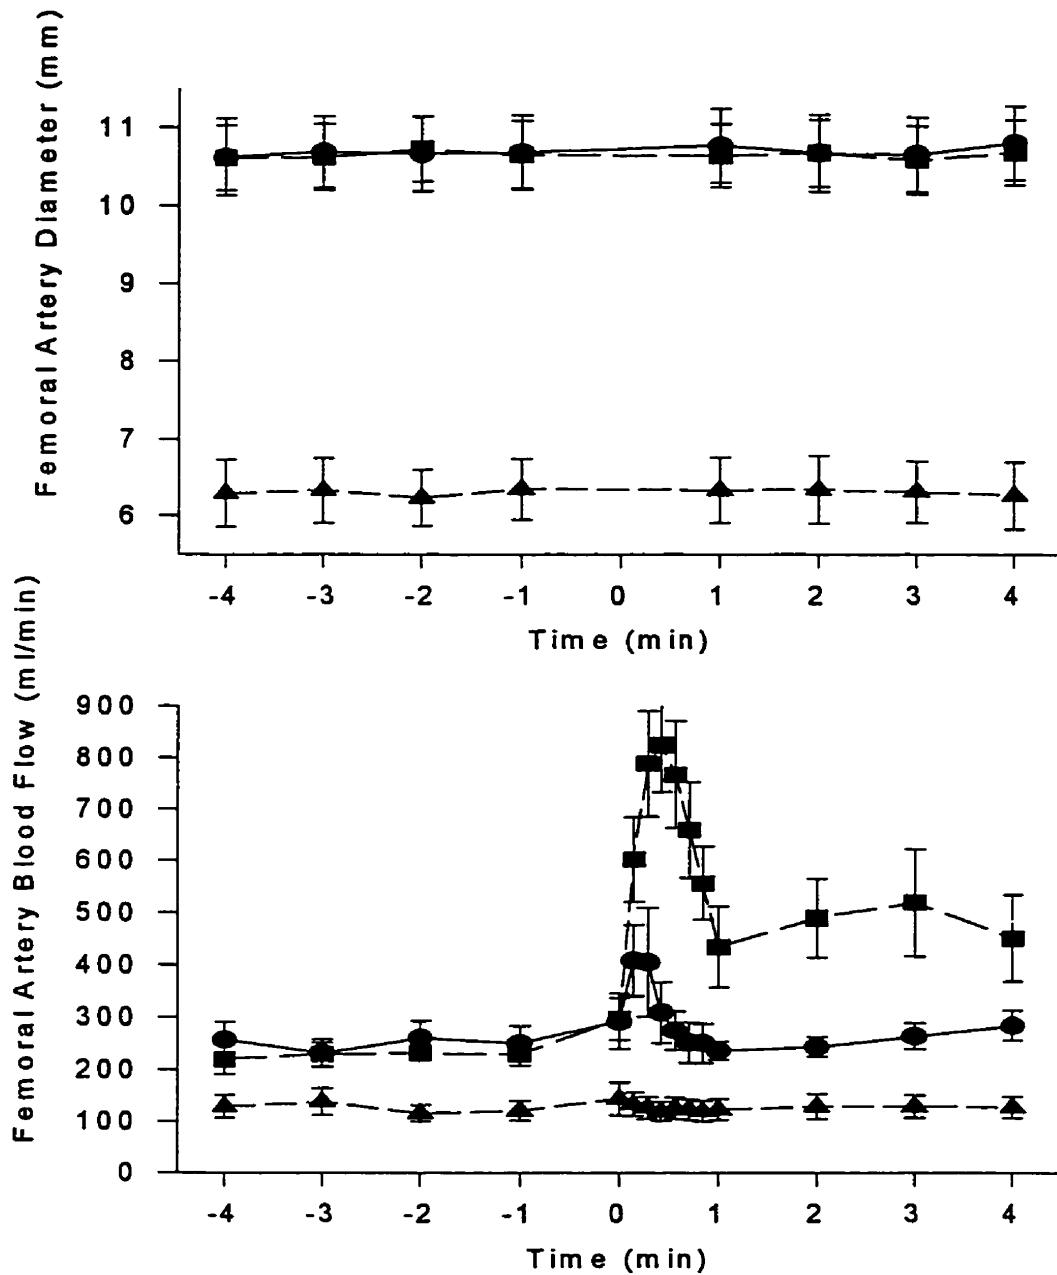 Femoral Artery Diameter (mm)
11
10
9
8
7
6
-4 -3 -2 -1 0 1 2 3 4
Time (min)
Femoral Artery Blood Flow (ml/min)
900
800
700
600
500
400
300
200
100
0
-4 -3 -2 -1 0 1 2 3 4
Time (min)